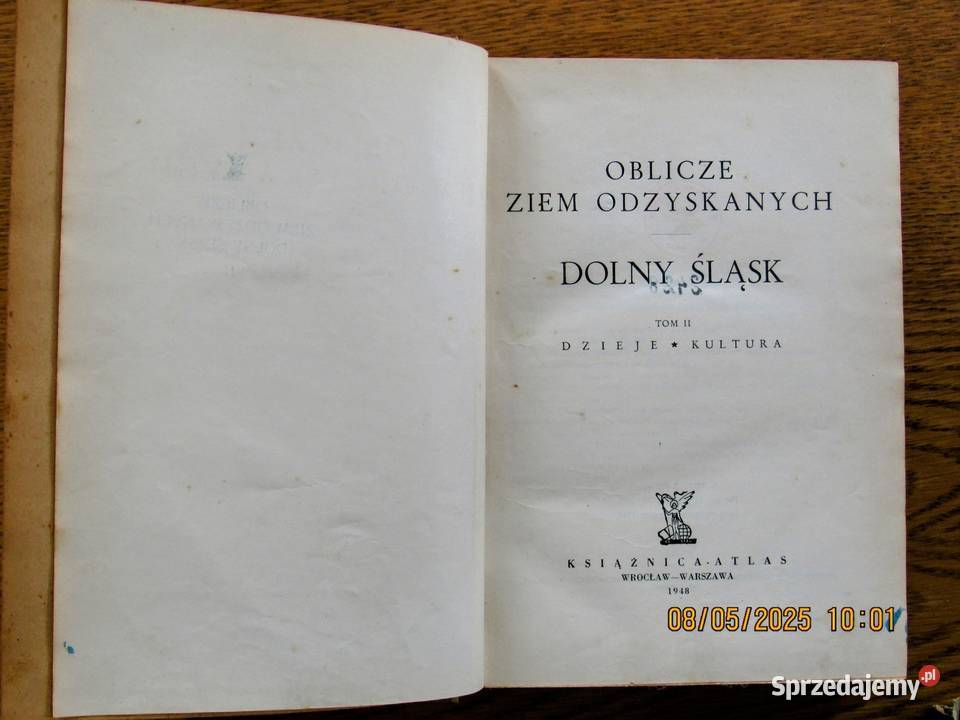 OBLICZE
ZIEM ODZYSKANYCH
DOLNY ŚLĄSK
TOM II
DZIEJE ★ KULTURA
KSIĄŻNICA-ATLAS
WROCŁAW—WARSZAWA
1948
08/05/2025 10:01
Sprzedajemy.pl